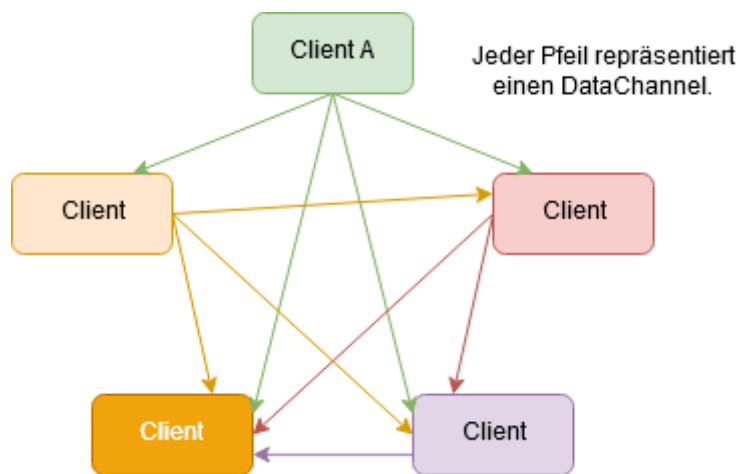 Client A
Jeder Pfeil repräsentiert
einen DataChannel.
Client
Client
Client
Client